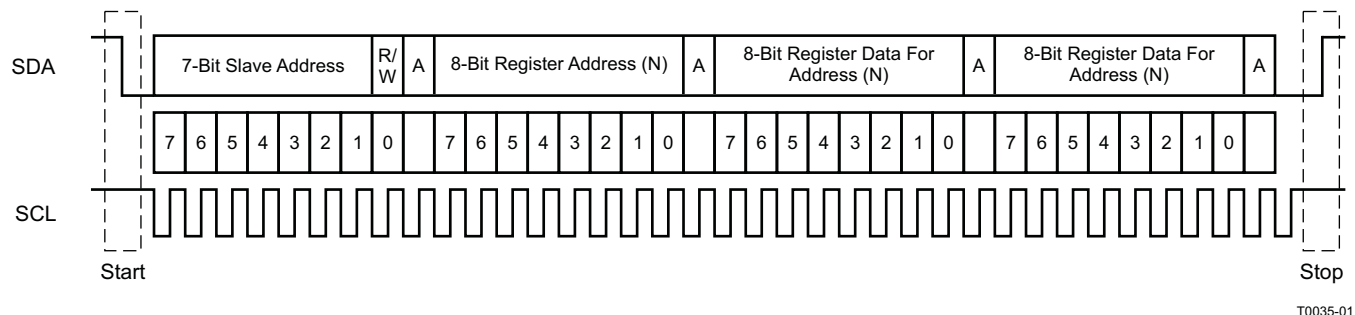 SDA
7-Bit Slave Address
R/
W
A
8-Bit Register Address (N)
A
8-Bit Register Data For
Address (N)
A
8-Bit Register Data For
Address (N)
A
7 6 5 4 3 2 1 0 7 6 5 4 3 2 1 0 7 6 5 4 3 2 1 0 7 6 5 4 3 2 1 0
SCL
Start
Stop
T0035-01